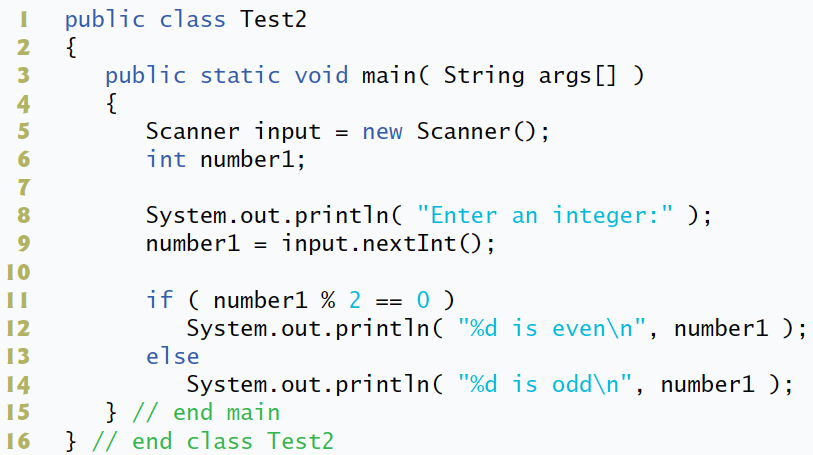 1 public class Test2
2 {
3    public static void main( String args[] )
4    {
5       Scanner input = new Scanner();
6       int number1;
7
8       System.out.println( "Enter an integer:" );
9       number1 = input.nextInt();
10
11       if ( number1 % 2 == 0 )
12          System.out.println( "%d is even\n", number1 );
13       else
14          System.out.println( "%d is odd\n", number1 );
15    } // end main
16 } // end class Test2